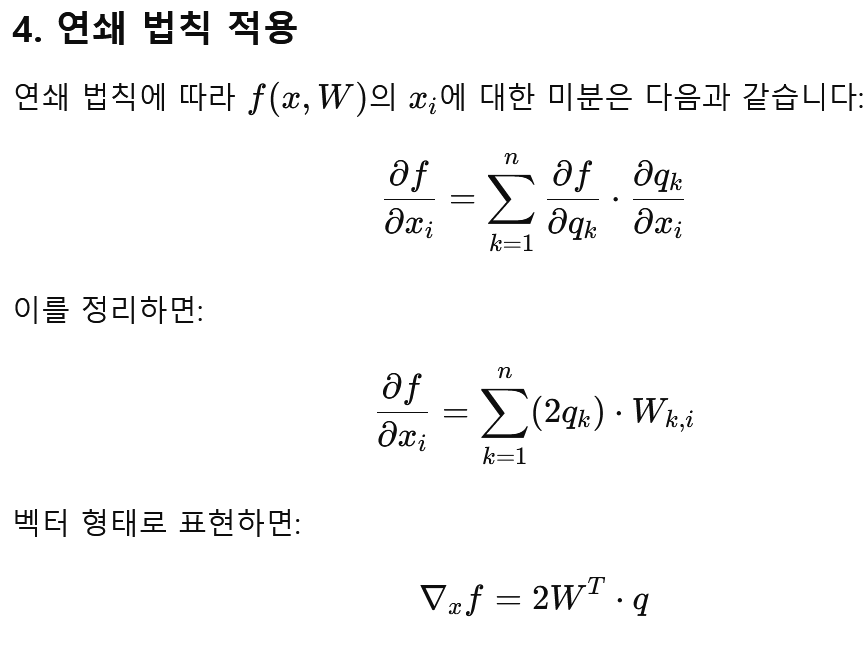 4. 연쇄 법칙 적용
연쇄 법칙에 따라 $f(x, W)$의 $x_i$에 대한 미분은 다음과 같습니다:
$$\frac{\partial f}{\partial x_i} = \sum_{k=1}^{n} \frac{\partial f}{\partial q_k} \cdot \frac{\partial q_k}{\partial x_i}$$
이를 정리하면:
$$\frac{\partial f}{\partial x_i} = \sum_{k=1}^{n} (2q_k) \cdot W_{k,i}$$
벡터 형태로 표현하면:
$$\nabla_x f = 2W^T \cdot q$$